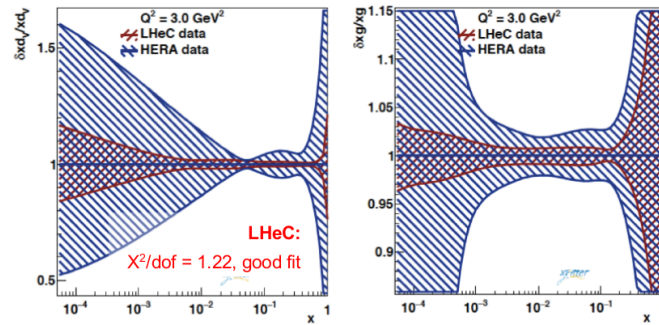 Q² = 3.0 GeV²
LHeC data
HERA data
δxdᵥ/xdᵥ
1.5
1
0.5
10⁻⁴
10⁻³
10⁻²
10⁻¹
1
x
LHeC:
X²/dof = 1.22, good fit
Q² = 3.0 GeV²
LHeC data
HERA data
δxg/xg
1.15
1.1
1.05
1
0.95
0.9
10⁻⁴
10⁻³
10⁻²
10⁻¹
x